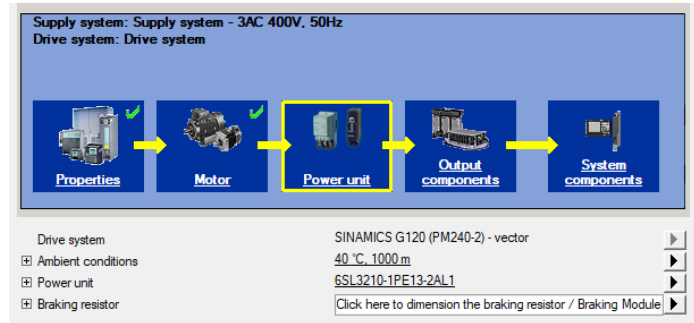 Supply system: Supply system - 3AC 400V, 50Hz
Drive system: Drive system
Properties
Motor
Power unit
Output
components
System
components
Drive system SINAMICS G120 (PM240-2) - vector
Ambient conditions 40 °C, 1000 m
Power unit 6SL3210-1PE13-2AL1
Braking resistor Click here to dimension the braking resistor / Braking Module